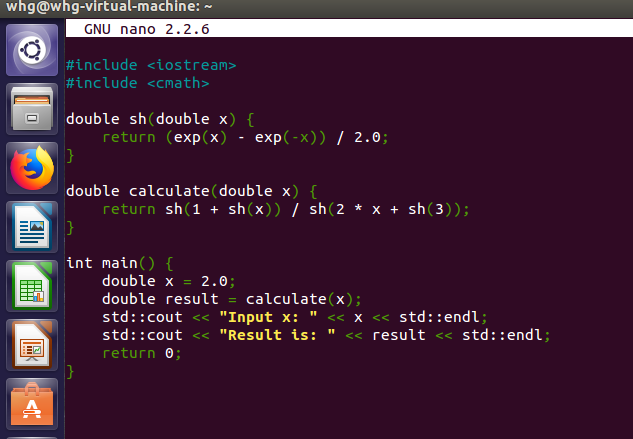 whg@whg-virtual-machine: ~
GNU nano 2.2.6
#include <iostream>
#include <cmath>
double sh(double x) {
    return (exp(x) - exp(-x)) / 2.0;
}
double calculate(double x) {
    return sh(1 + sh(x)) / sh(2 * x + sh(3));
}
int main() {
    double x = 2.0;
    double result = calculate(x);
    std::cout << "Input x: " << x << std::endl;
    std::cout << "Result is: " << result << std::endl;
    return 0;
}